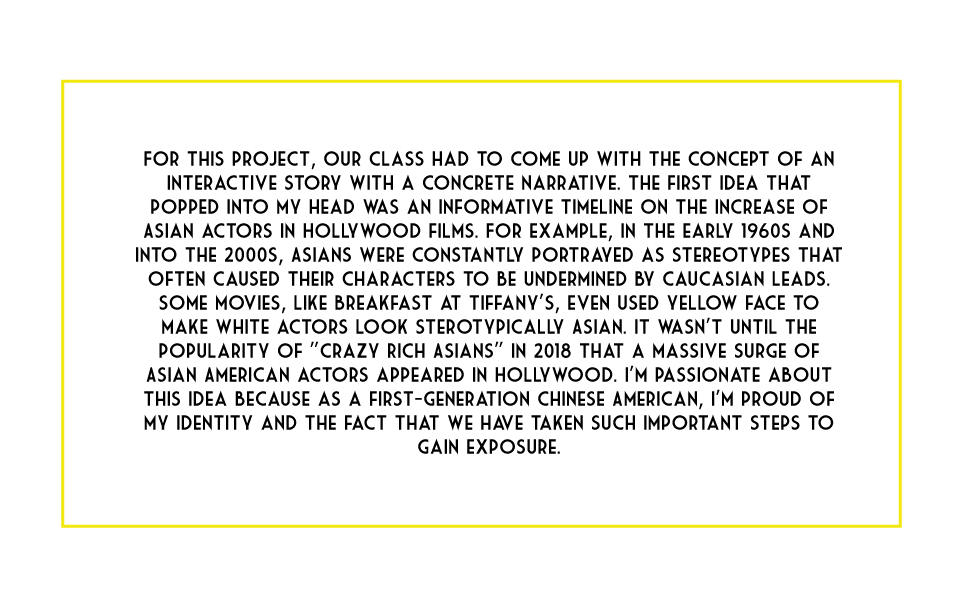 FOR THIS PROJECT, OUR CLASS HAD TO COME UP WITH THE CONCEPT OF AN
INTERACTIVE STORY WITH A CONCRETE NARRATIVE. THE FIRST IDEA THAT
POPPED INTO MY HEAD WAS AN INFORMATIVE TIMELINE ON THE INCREASE OF
ASIAN ACTORS IN HOLLYWOOD FILMS. FOR EXAMPLE, IN THE EARLY 1960S AND
INTO THE 2000S, ASIANS WERE CONSTANTLY PORTRAYED AS STEREOTYPES THAT
OFTEN CAUSED THEIR CHARACTERS TO BE UNDERMINED BY CAUCASIAN LEADS.
SOME MOVIES, LIKE BREAKFAST AT TIFFANY'S, EVEN USED YELLOW FACE TO
MAKE WHITE ACTORS LOOK STEROTYPICALLY ASIAN. IT WASN'T UNTIL THE
POPULARITY OF "CRAZY RICH ASIANS" IN 2018 THAT A MASSIVE SURGE OF
ASIAN AMERICAN ACTORS APPEARED IN HOLLYWOOD. I'M PASSIONATE ABOUT
THIS IDEA BECAUSE AS A FIRST-GENERATION CHINESE AMERICAN, I'M PROUD OF
MY IDENTITY AND THE FACT THAT WE HAVE TAKEN SUCH IMPORTANT STEPS TO
GAIN EXPOSURE.